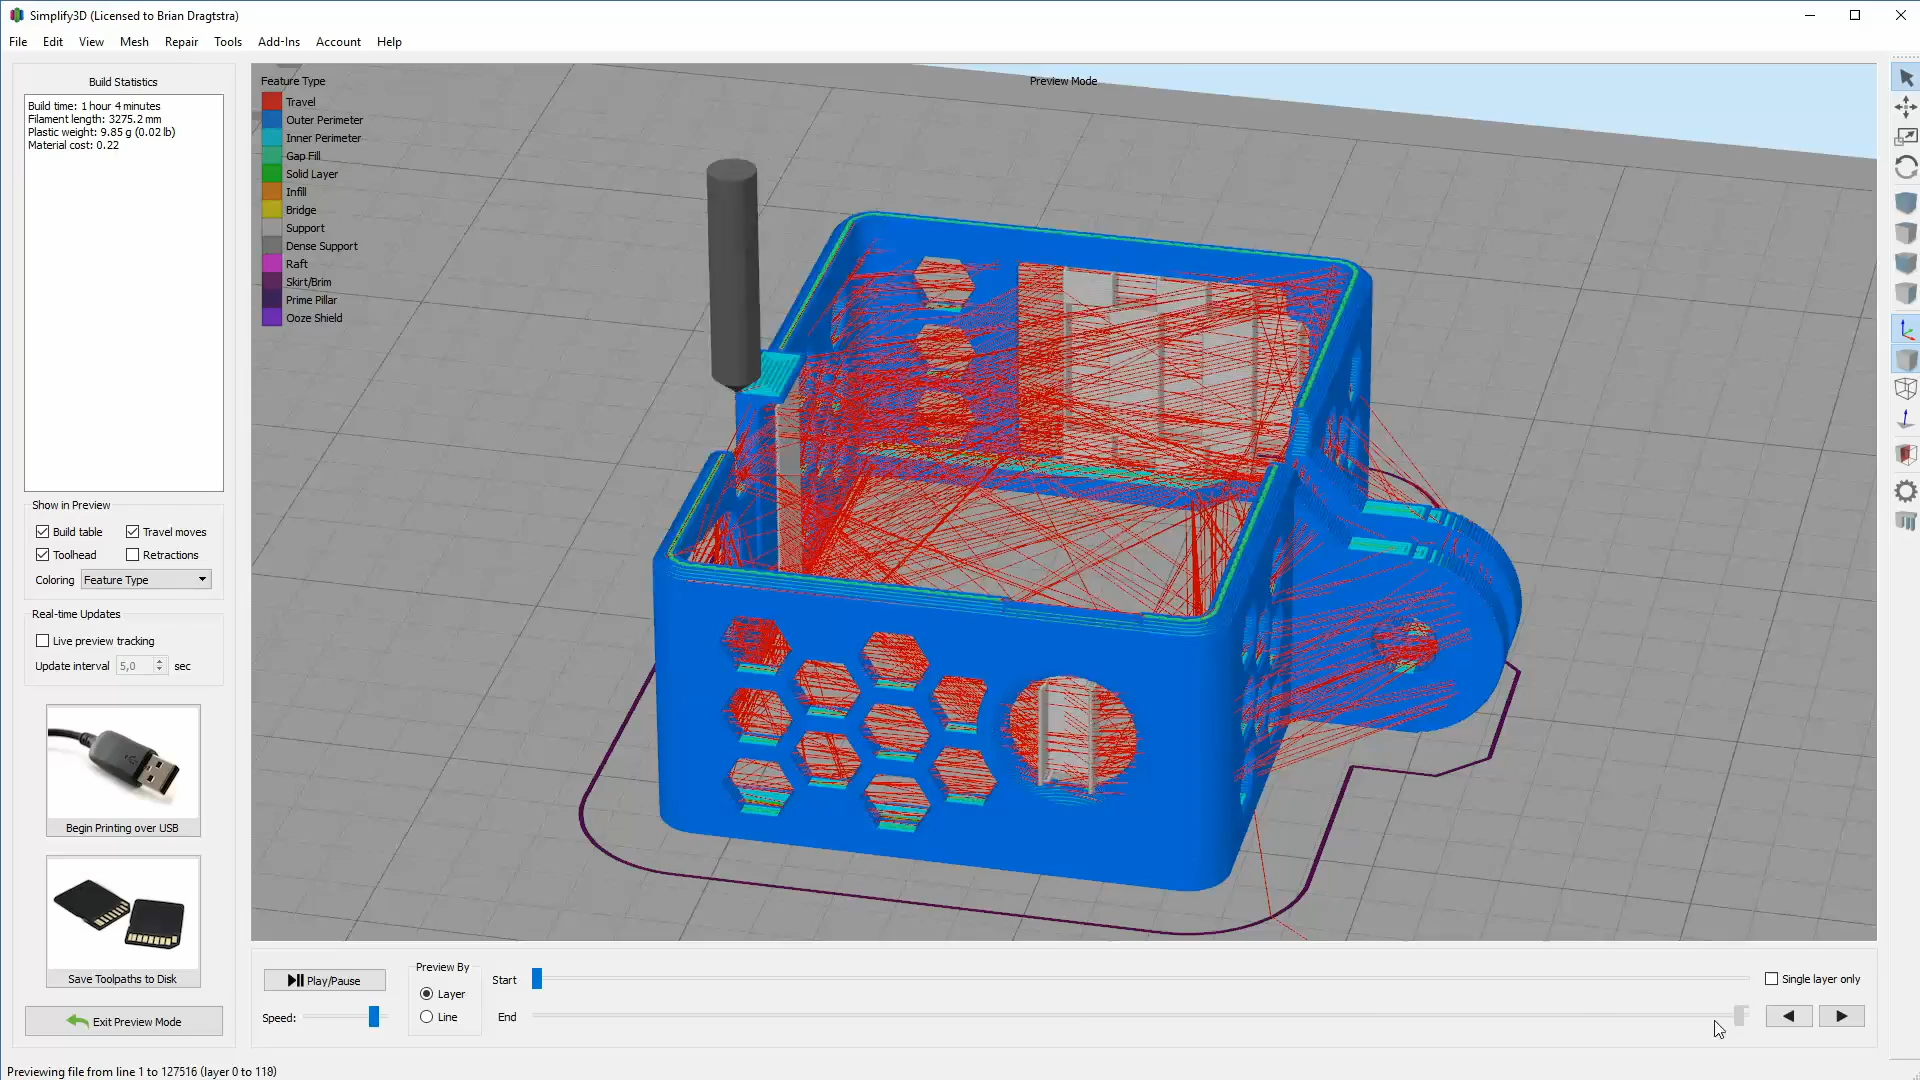 Simplify3D (Licensed to Brian Dragtstra)
File Edit View Mesh Repair Tools Add-Ins Account Help
Build Statistics
Build time: 1 hour 4 minutes
Filament length: 3275.2 mm
Plastic weight: 9.85 g (0.02 lb)
Material cost: 0.22
Show in Preview
Build table
Travel moves
Toolhead
Retractions
Coloring Feature Type
Real-time Updates
Live preview tracking
Update interval 5,0 sec
Begin Printing over USB
Save Toolpaths to Disk
Exit Preview Mode
Feature Type
Travel
Outer Perimeter
Inner Perimeter
Gap Fill
Solid Layer
Infill
Bridge
Support
Dense Support
Raft
Skirt/Brim
Prime Pillar
Ooze Shield
Preview Mode
Play/Pause
Speed:
Preview By
Layer
Line
Start
End
Single layer only
Previewing file from line 1 to 127516 (layer 0 to 118)